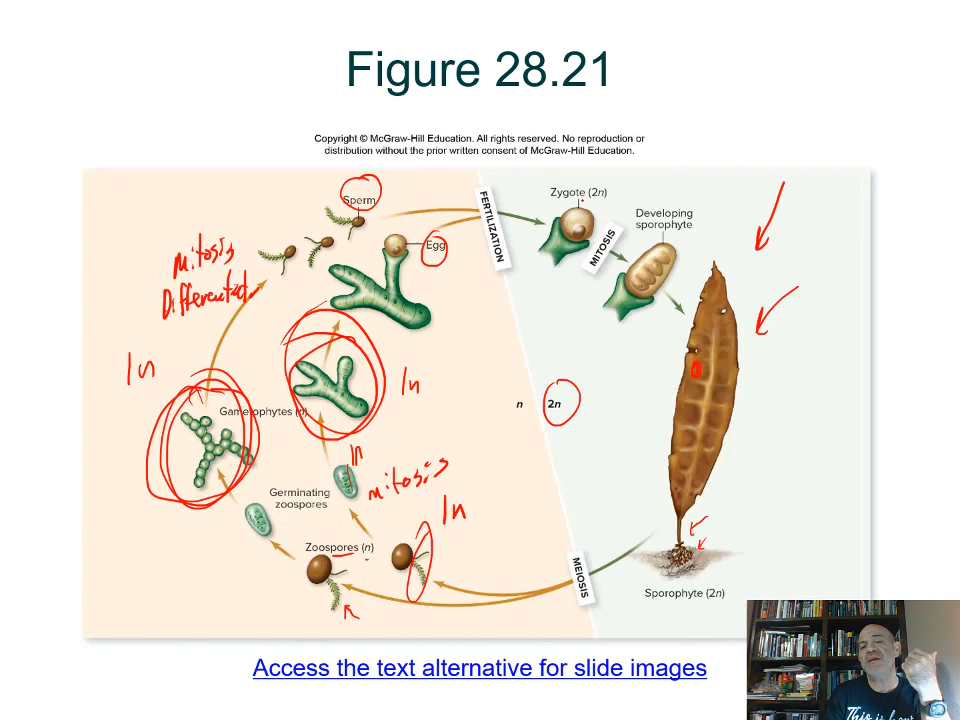 Figure 28.21
Copyright © McGraw-Hill Education. All rights reserved. No reproduction or
distribution without the prior written consent of McGraw-Hill Education.
Sperm
Egg
FERTILIZATION
Zygote (2n)
MITOSIS
Developing
sporophyte
Mitosis
1n
1n
Gametophytes (n)
n
2n
1n
mitosis
1n
Germinating
zoospores
Zoospores (n)
MEIOSIS
Sporophyte (2n)
Access the text alternative for slide images